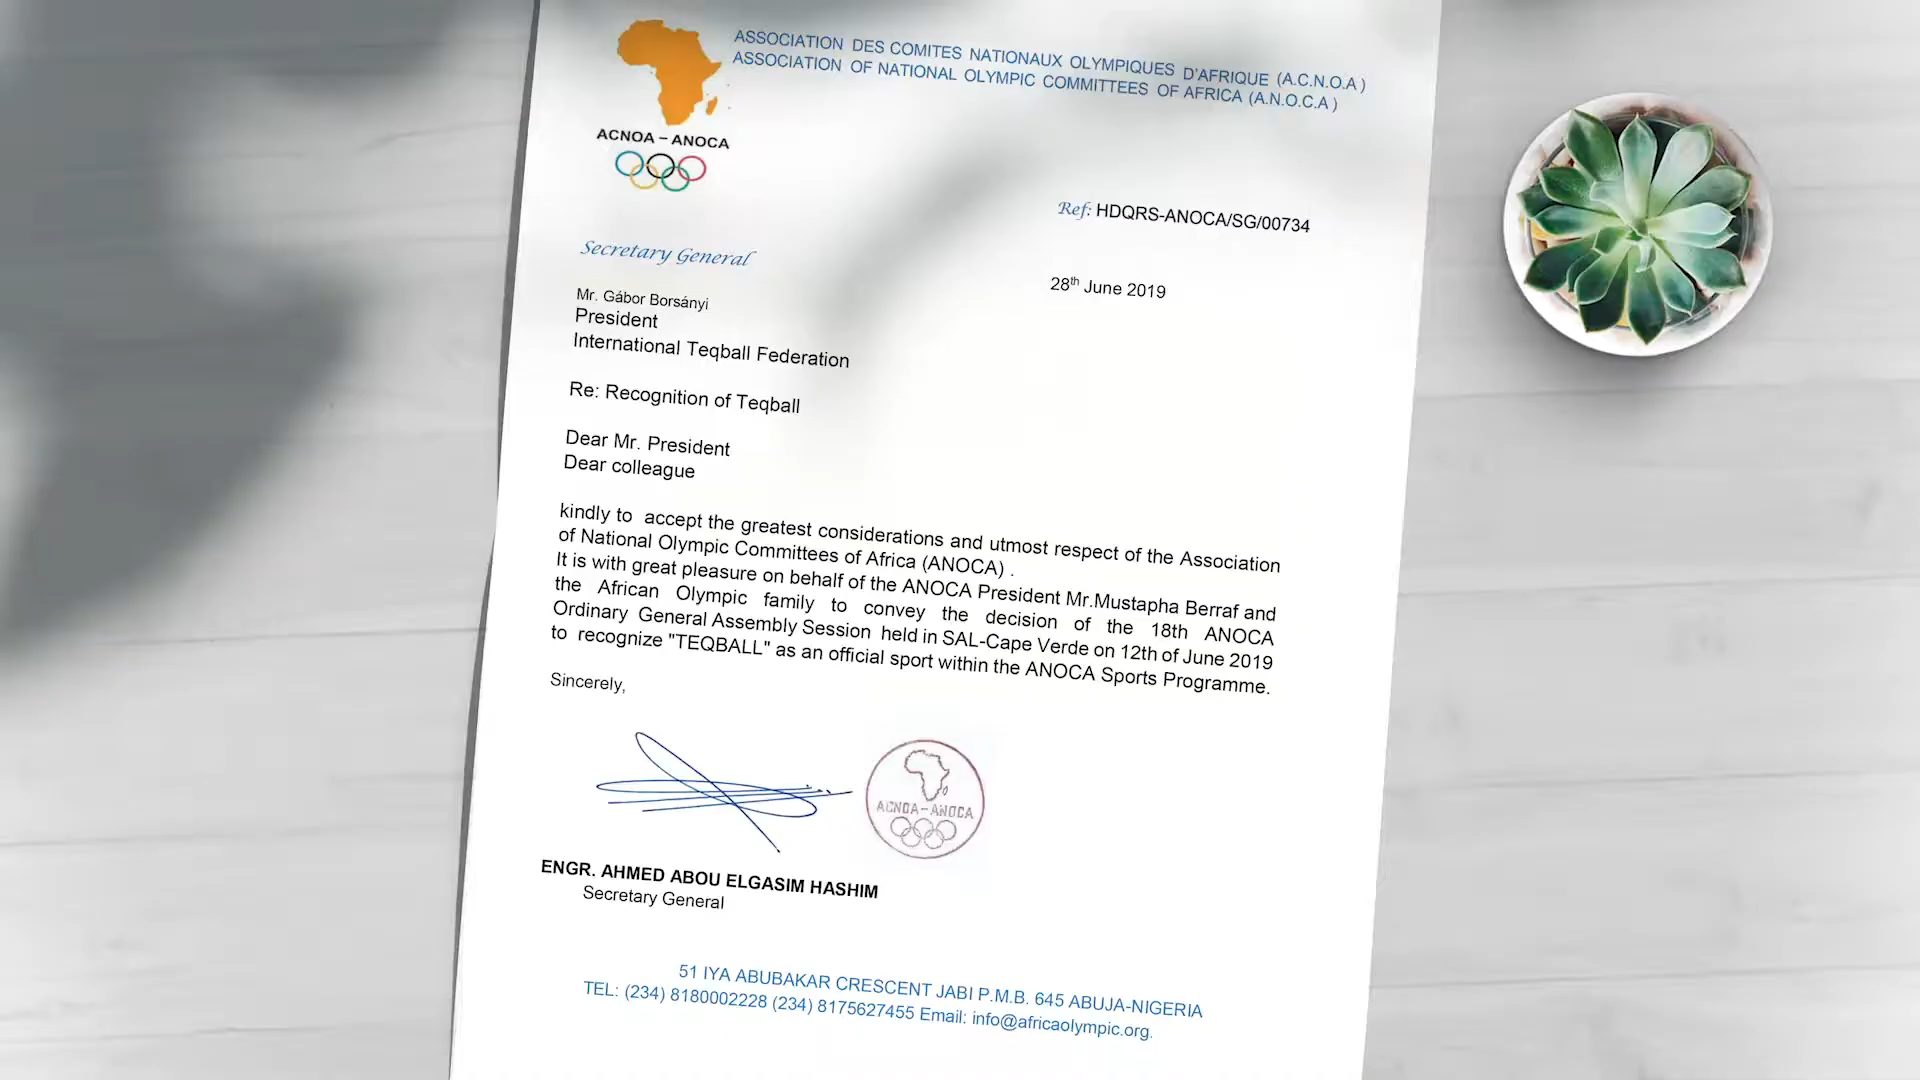 ASSOCIATION DES COMITES NATIONAUX OLYMPIQUES D'AFRIQUE (A.C.N.O.A )
ASSOCIATION OF NATIONAL OLYMPIC COMMITTEES OF AFRICA (A.N.O.C.A )
ACNOA – ANOCA
Ref: HDQRS-ANOCA/SG/00734
Secretary General
28th June 2019
Mr. Gábor Borsányi
President
International Teqball Federation
Re: Recognition of Teqball
Dear Mr. President
Dear colleague
kindly to accept the greatest considerations and utmost respect of the Association
of National Olympic Committees of Africa (ANOCA) .
It is with great pleasure on behalf of the ANOCA President Mr.Mustapha Berraf and
the African Olympic family to convey the decision of the 18th ANOCA
Ordinary General Assembly Session held in SAL-Cape Verde on 12th of June 2019
to recognize "TEQBALL" as an official sport within the ANOCA Sports Programme.
Sincerely,
ACNOA–ANOCA
ENGR. AHMED ABOU ELGASIM HASHIM
Secretary General
51 IYA ABUBAKAR CRESCENT JABI P.M.B. 645 ABUJA-NIGERIA
TEL: (234) 8180002228 (234) 8175627455 Email: info@africaolympic.org.